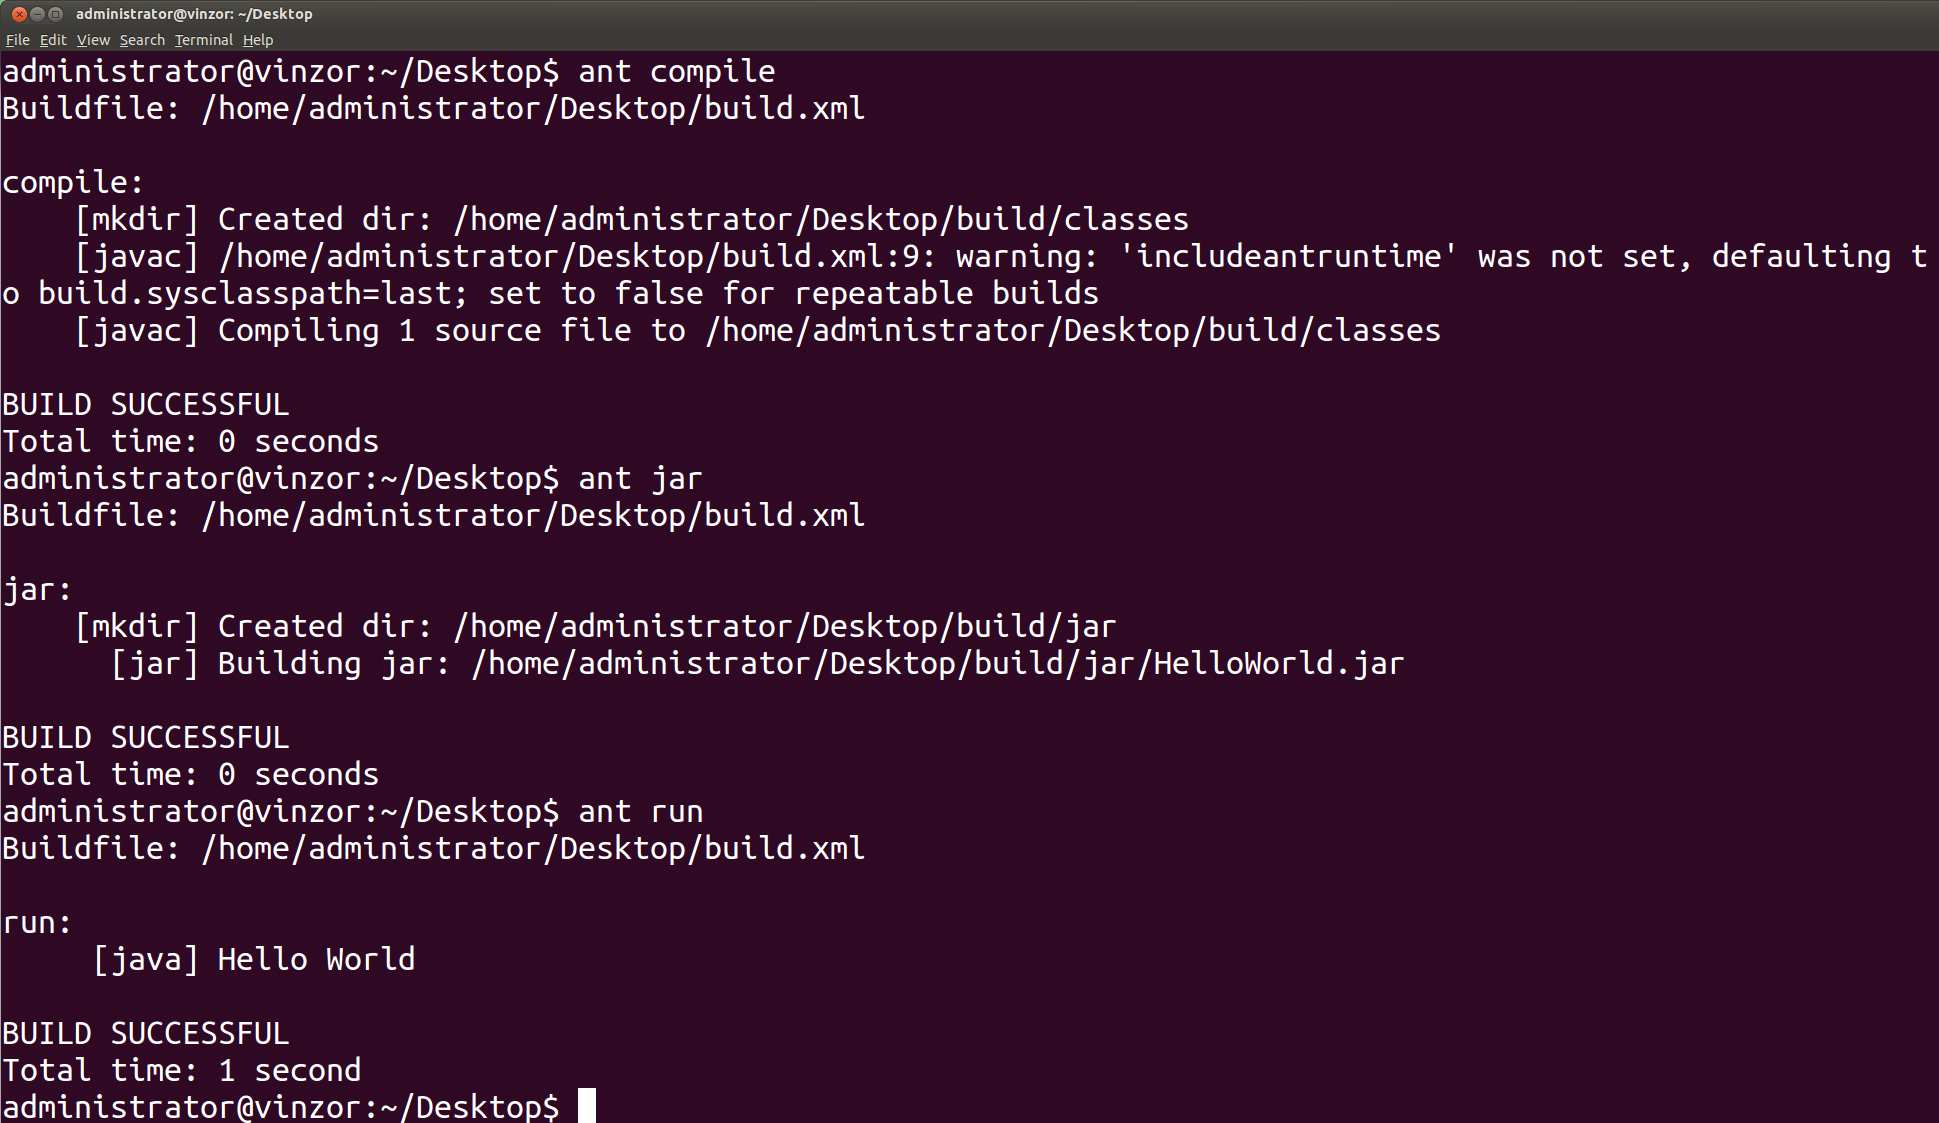 administrator@vinzor: ~/Desktop
File Edit View Search Terminal Help
administrator@vinzor:~/Desktop$ ant compile
Buildfile: /home/administrator/Desktop/build.xml
compile:
    [mkdir] Created dir: /home/administrator/Desktop/build/classes
    [javac] /home/administrator/Desktop/build.xml:9: warning: 'includeantruntime' was not set, defaulting t
o build.sysclasspath=last; set to false for repeatable builds
    [javac] Compiling 1 source file to /home/administrator/Desktop/build/classes
BUILD SUCCESSFUL
Total time: 0 seconds
administrator@vinzor:~/Desktop$ ant jar
Buildfile: /home/administrator/Desktop/build.xml
jar:
    [mkdir] Created dir: /home/administrator/Desktop/build/jar
      [jar] Building jar: /home/administrator/Desktop/build/jar/HelloWorld.jar
BUILD SUCCESSFUL
Total time: 0 seconds
administrator@vinzor:~/Desktop$ ant run
Buildfile: /home/administrator/Desktop/build.xml
run:
     [java] Hello World
BUILD SUCCESSFUL
Total time: 1 second
administrator@vinzor:~/Desktop$